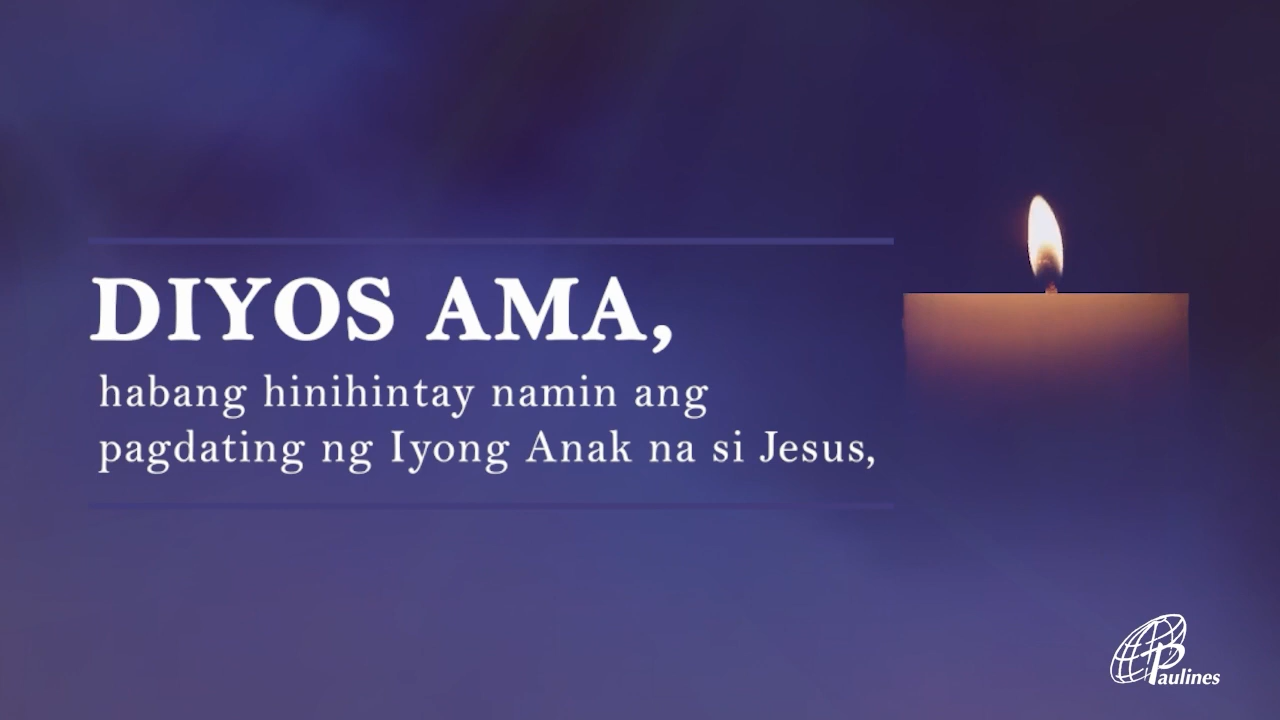 DIYOS AMA,
habang hinihintay namin ang
pagdating ng Iyong Anak na si Jesus,
Paulines